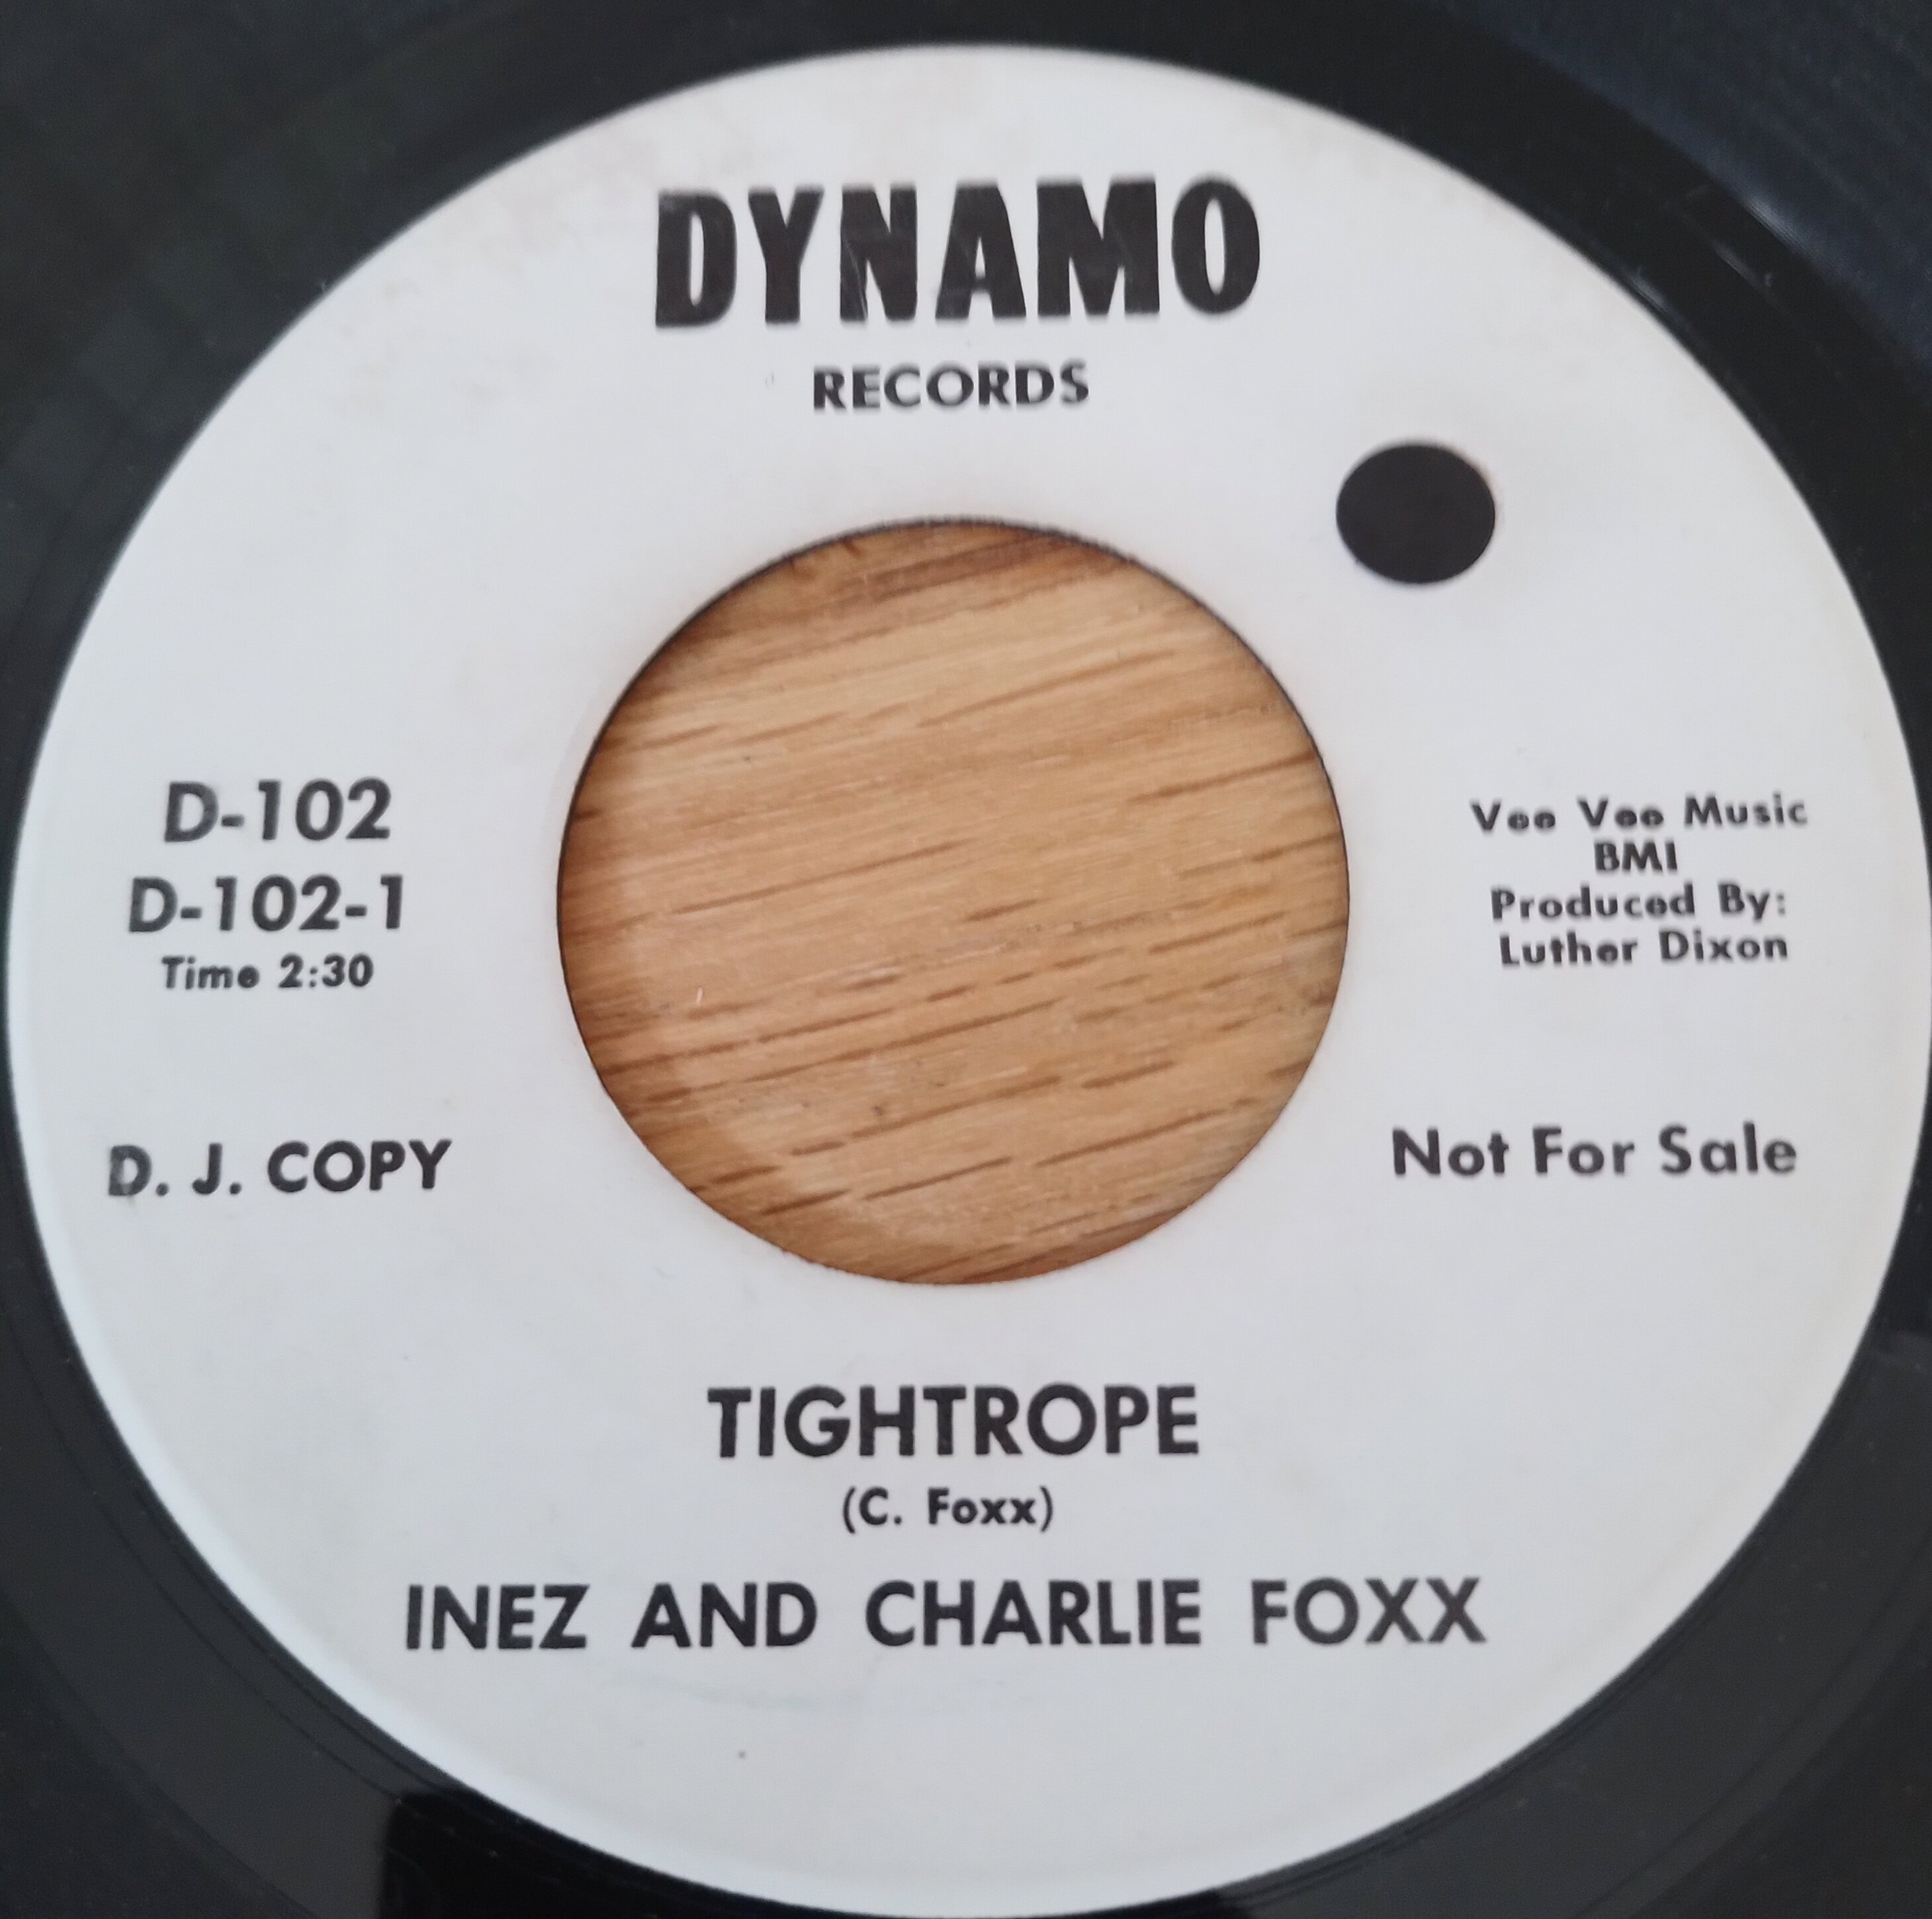 DYNAMO
RECORDS
D-102
D-102-1
Time 2:30
Vee Vee Music
BMI
Produced By:
Luther Dixon
D. J. COPY
Not For Sale
TIGHTROPE
(C. Foxx)
INEZ AND CHARLIE FOXX